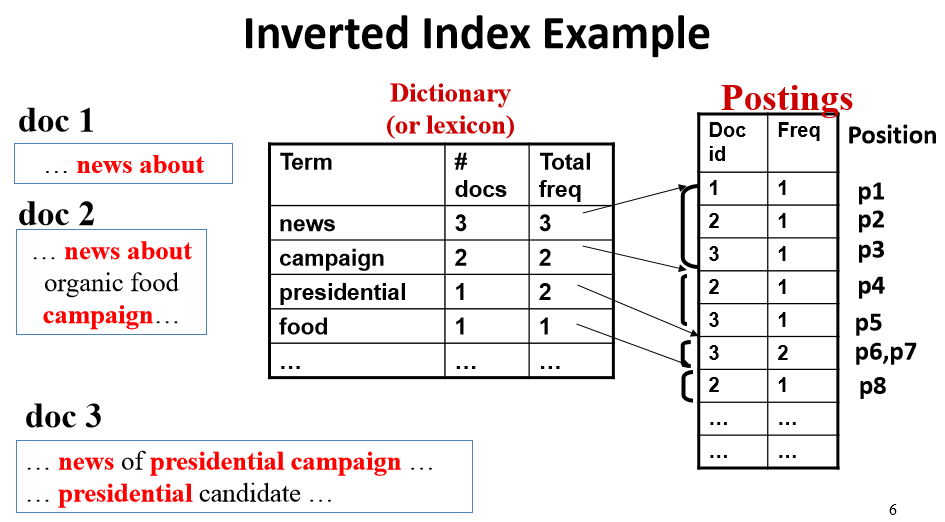 Inverted Index Example
doc 1
… news about
doc 2
… news about
organic food
campaign…
doc 3
… news of presidential campaign …
… presidential candidate …
Dictionary
(or lexicon)
Term # docs Total freq
news 3 3
campaign 2 2
presidential 1 2
food 1 1
… … …
Postings
Doc id Freq Position
1 1 p1
2 1 p2
3 1 p3
2 1 p4
3 1 p5
3 2 p6,p7
2 1 p8
… …
… …
6